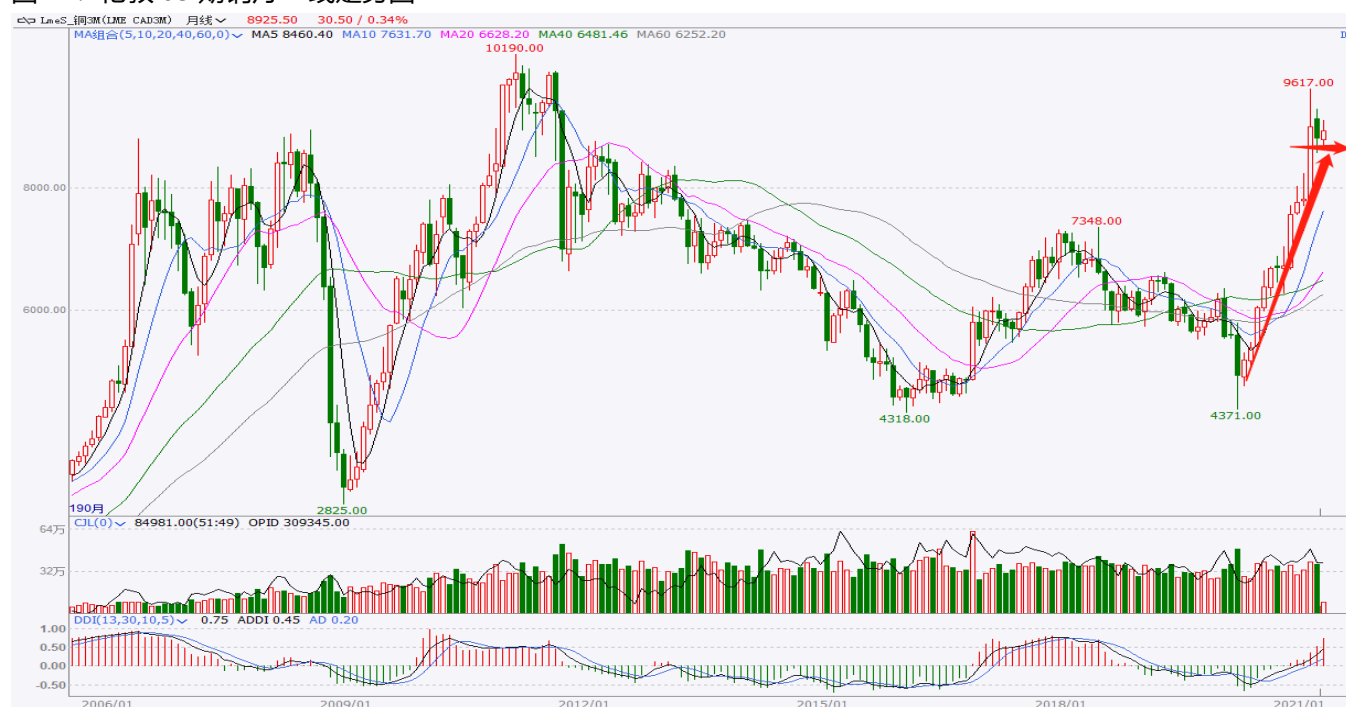 LmeS_铜3M(LME CAD3M) 月线 8925.50 30.50 / 0.34%
MA组合(5,10,20,40,60,0) MA5 8460.40 MA10 7631.70 MA20 6628.20 MA40 6481.46 MA60 6252.20
10190.00
9617.00
8000.00
7348.00
6000.00
4318.00
4371.00
190月
2825.00
CJL(0) 84981.00(51:49) OPID 309345.00
64万
32万
DDI(13,30,10,5) 0.75 ADDI 0.45 AD 0.20
1.00
0.50
0.00
-0.50
2006/01 2009/01 2012/01 2015/01 2018/01 2021/01